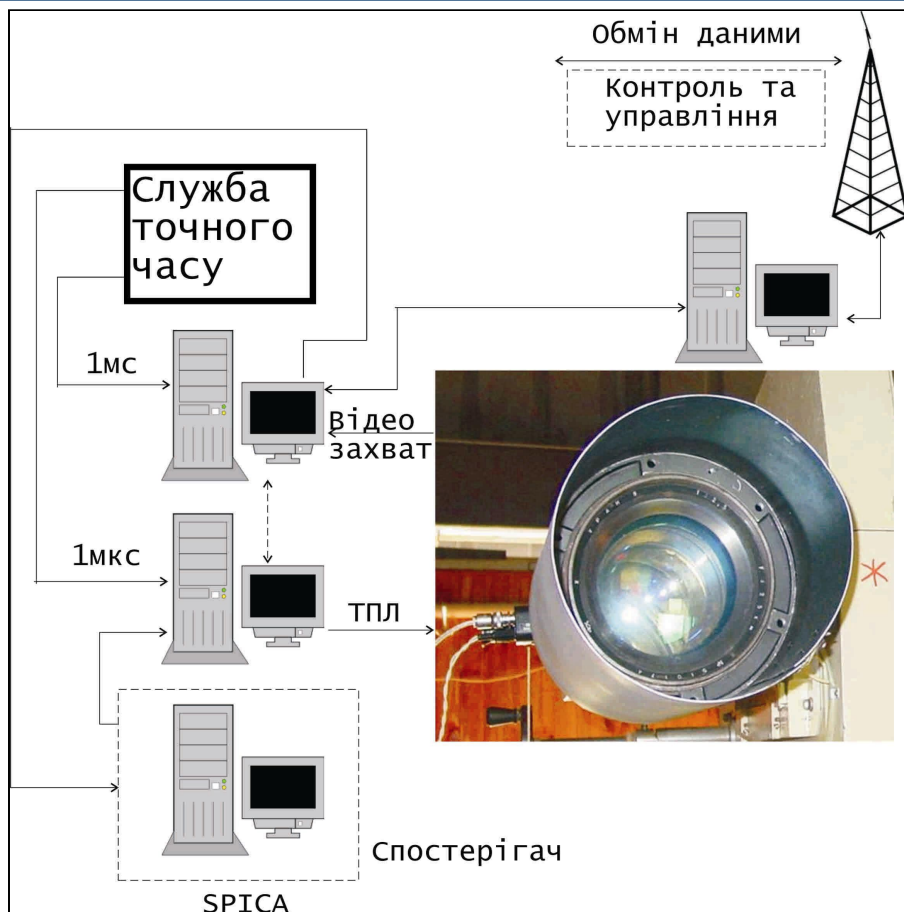 Обмін даними
Контроль та
управління
Служба
точного
часу
1мс
Відео
захват
1мкс
ТПЛ
Спостерігач
SPICA